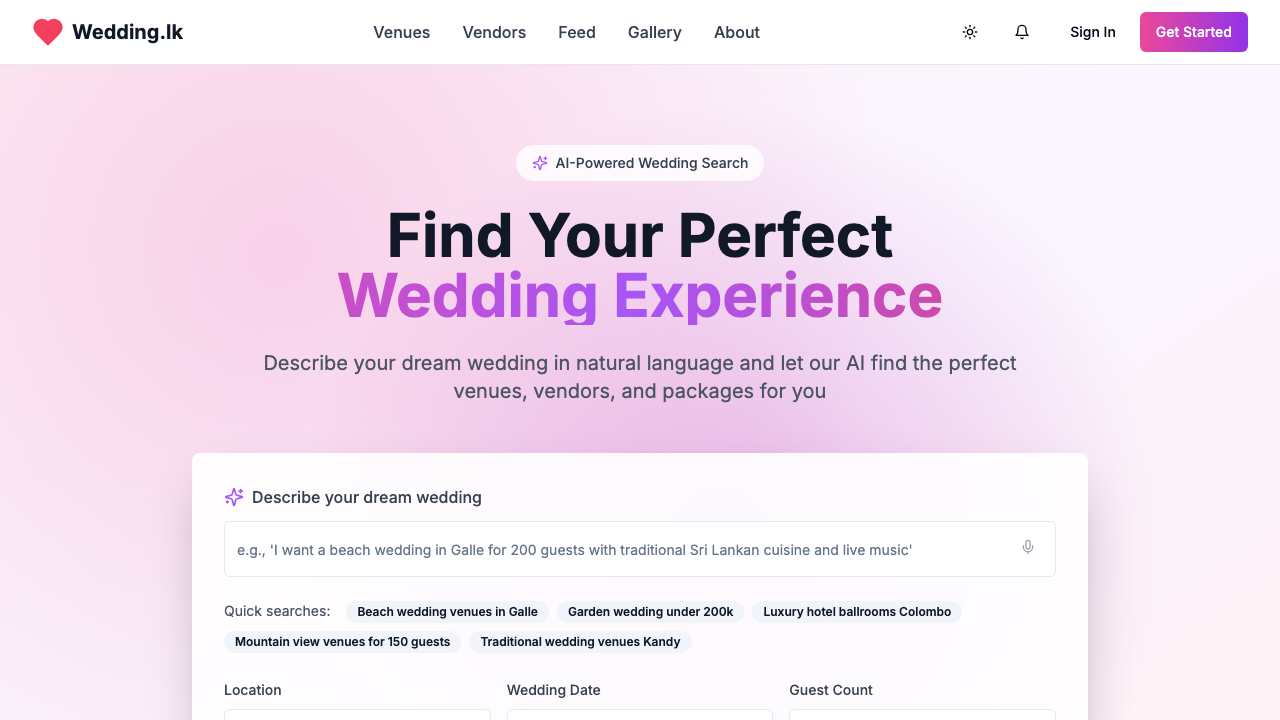 Wedding.lk
Venues Vendors Feed Gallery About
Sign In
Get Started
AI-Powered Wedding Search
Find Your Perfect
Wedding Experience
Describe your dream wedding in natural language and let our AI find the perfect
venues, vendors, and packages for you
Describe your dream wedding
e.g., 'I want a beach wedding in Galle for 200 guests with traditional Sri Lankan cuisine and live music'
Quick searches: Beach wedding venues in Galle Garden wedding under 200k Luxury hotel ballrooms Colombo
Mountain view venues for 150 guests Traditional wedding venues Kandy
Location Wedding Date Guest Count